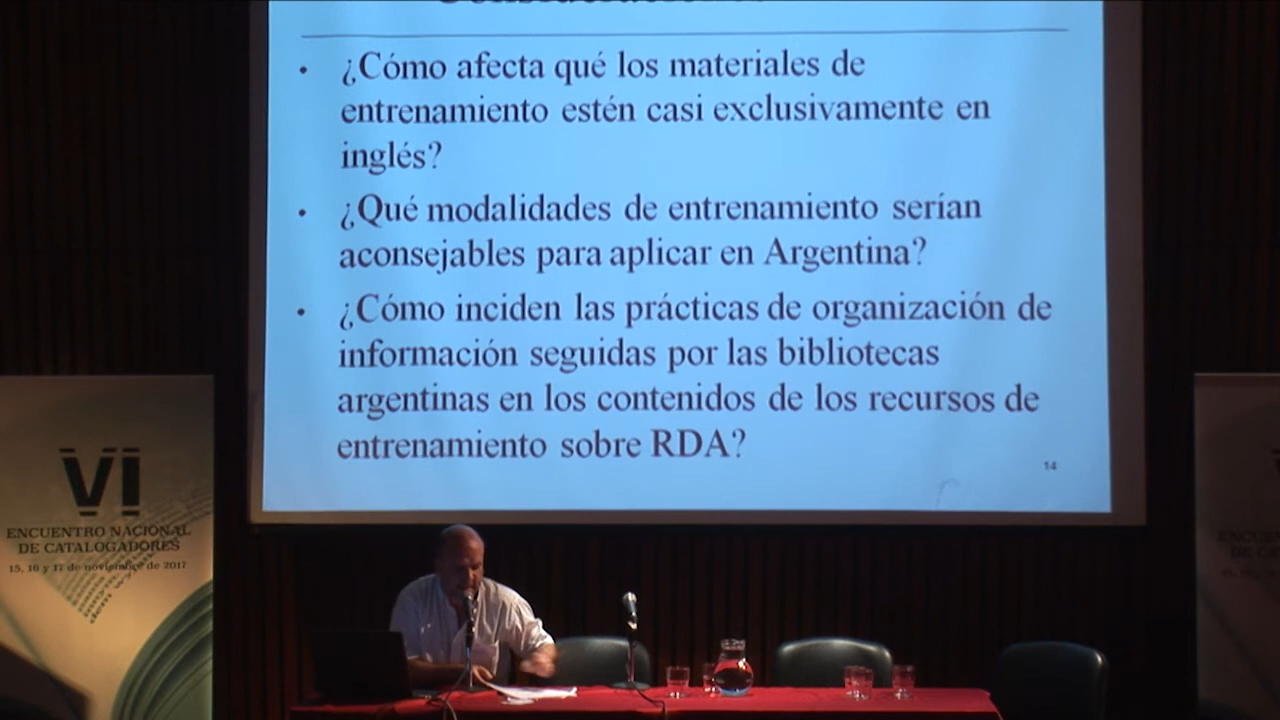 ¿Cómo afecta qué los materiales de
entrenamiento estén casi exclusivamente en
inglés?
¿Qué modalidades de entrenamiento serían
aconsejables para aplicar en Argentina?
¿Cómo inciden las prácticas de organización de
información seguidas por las bibliotecas
argentinas en los contenidos de los recursos de
entrenamiento sobre RDA?
14
VI
ENCUENTRO NACIONAL
DE CATALOGADORES
15, 16 y 17 de noviembre de 2017